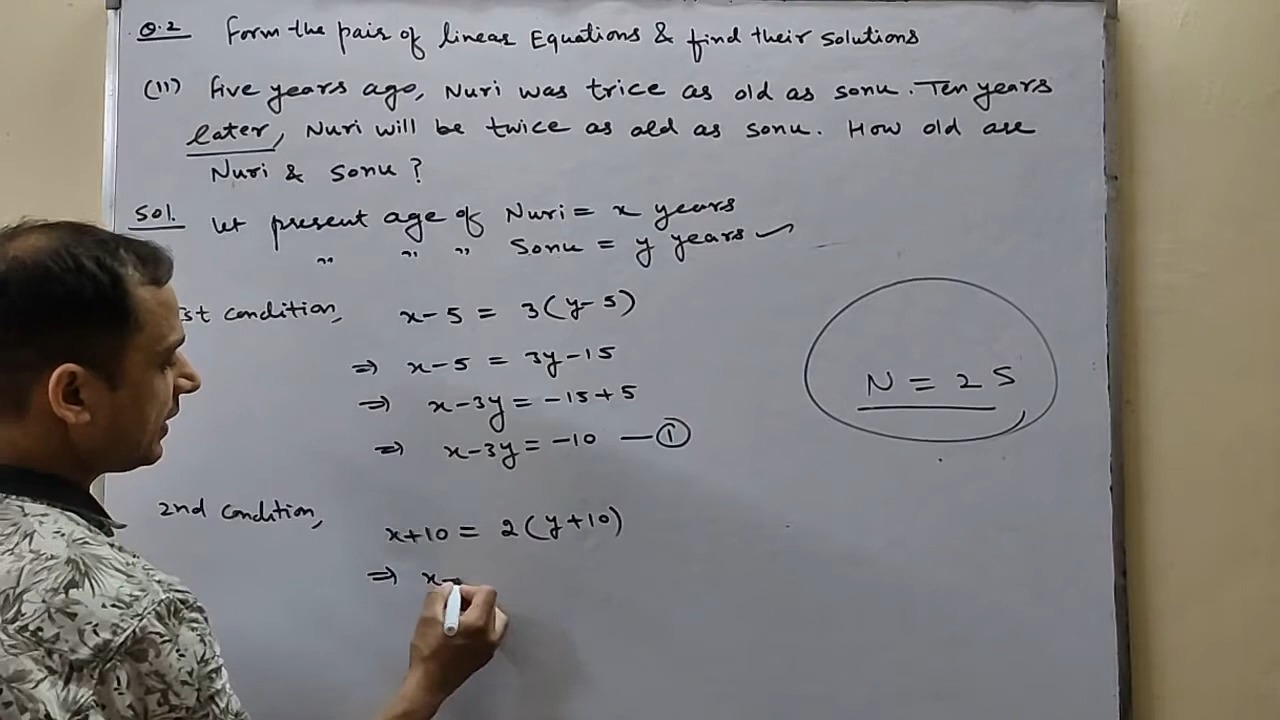 Q.2 Form the pair of linear Equations & find their solutions
(11) Five years ago, Nuri was trice as old as sonu. Ten years
later, Nuri will be twice as old as sonu. How old are
Nuri & Sonu ?
Sol. Let present age of Nuri = x years
" " " Sonu = y years
st condition, x-5 = 3(y-5)
⇒ x-5 = 3y-15
⇒ x-3y = -15+5
⇒ x-3y = -10 —①
N = 2S
2nd condition, x+10 = 2(y+10)
⇒ x